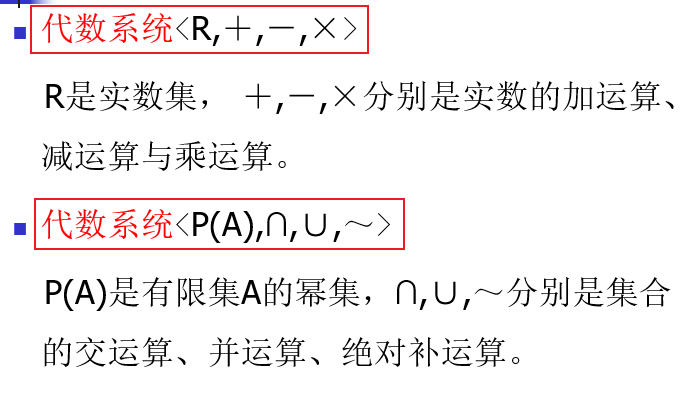 代数系统<R,＋,－,×>
R是实数集， ＋,－,×分别是实数的加运算、
减运算与乘运算。
代数系统<P(A),∩,∪,～>
P(A)是有限集A的幂集，∩,∪,～分别是集合
的交运算、并运算、绝对补运算。